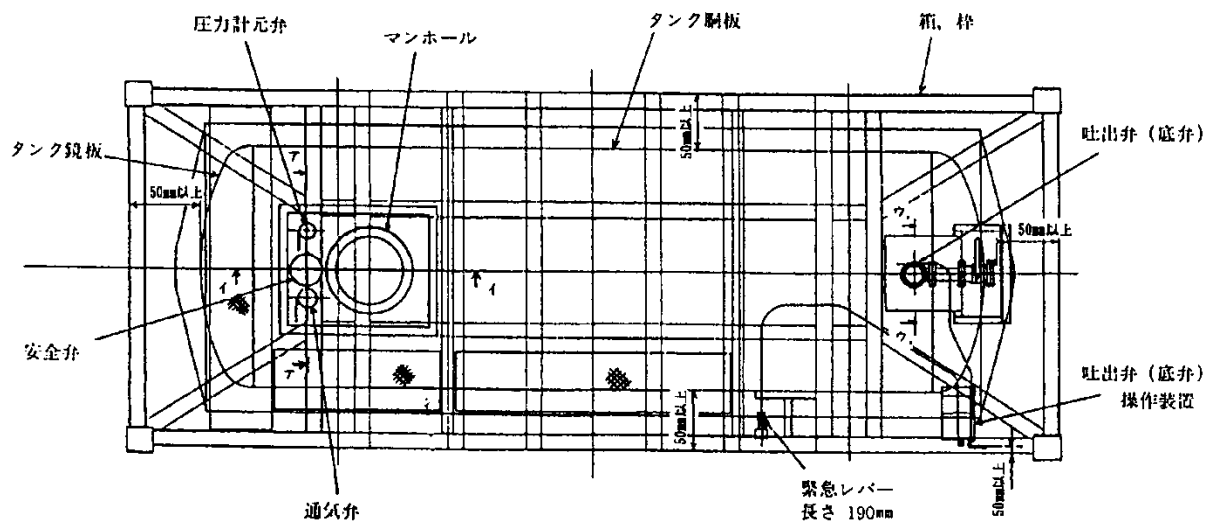 圧力計元弁
マンホール
タンク胴板
箱，枠
タンク鏡板
50mm以上
50mm以上
吐出弁（底弁）
ア
ウ
50mm以上
イ
イ
安全弁
ア
ウ
50mm以上
吐出弁（底弁）
操作装置
通気弁
緊急レバー
長さ 190mm
50mm以上